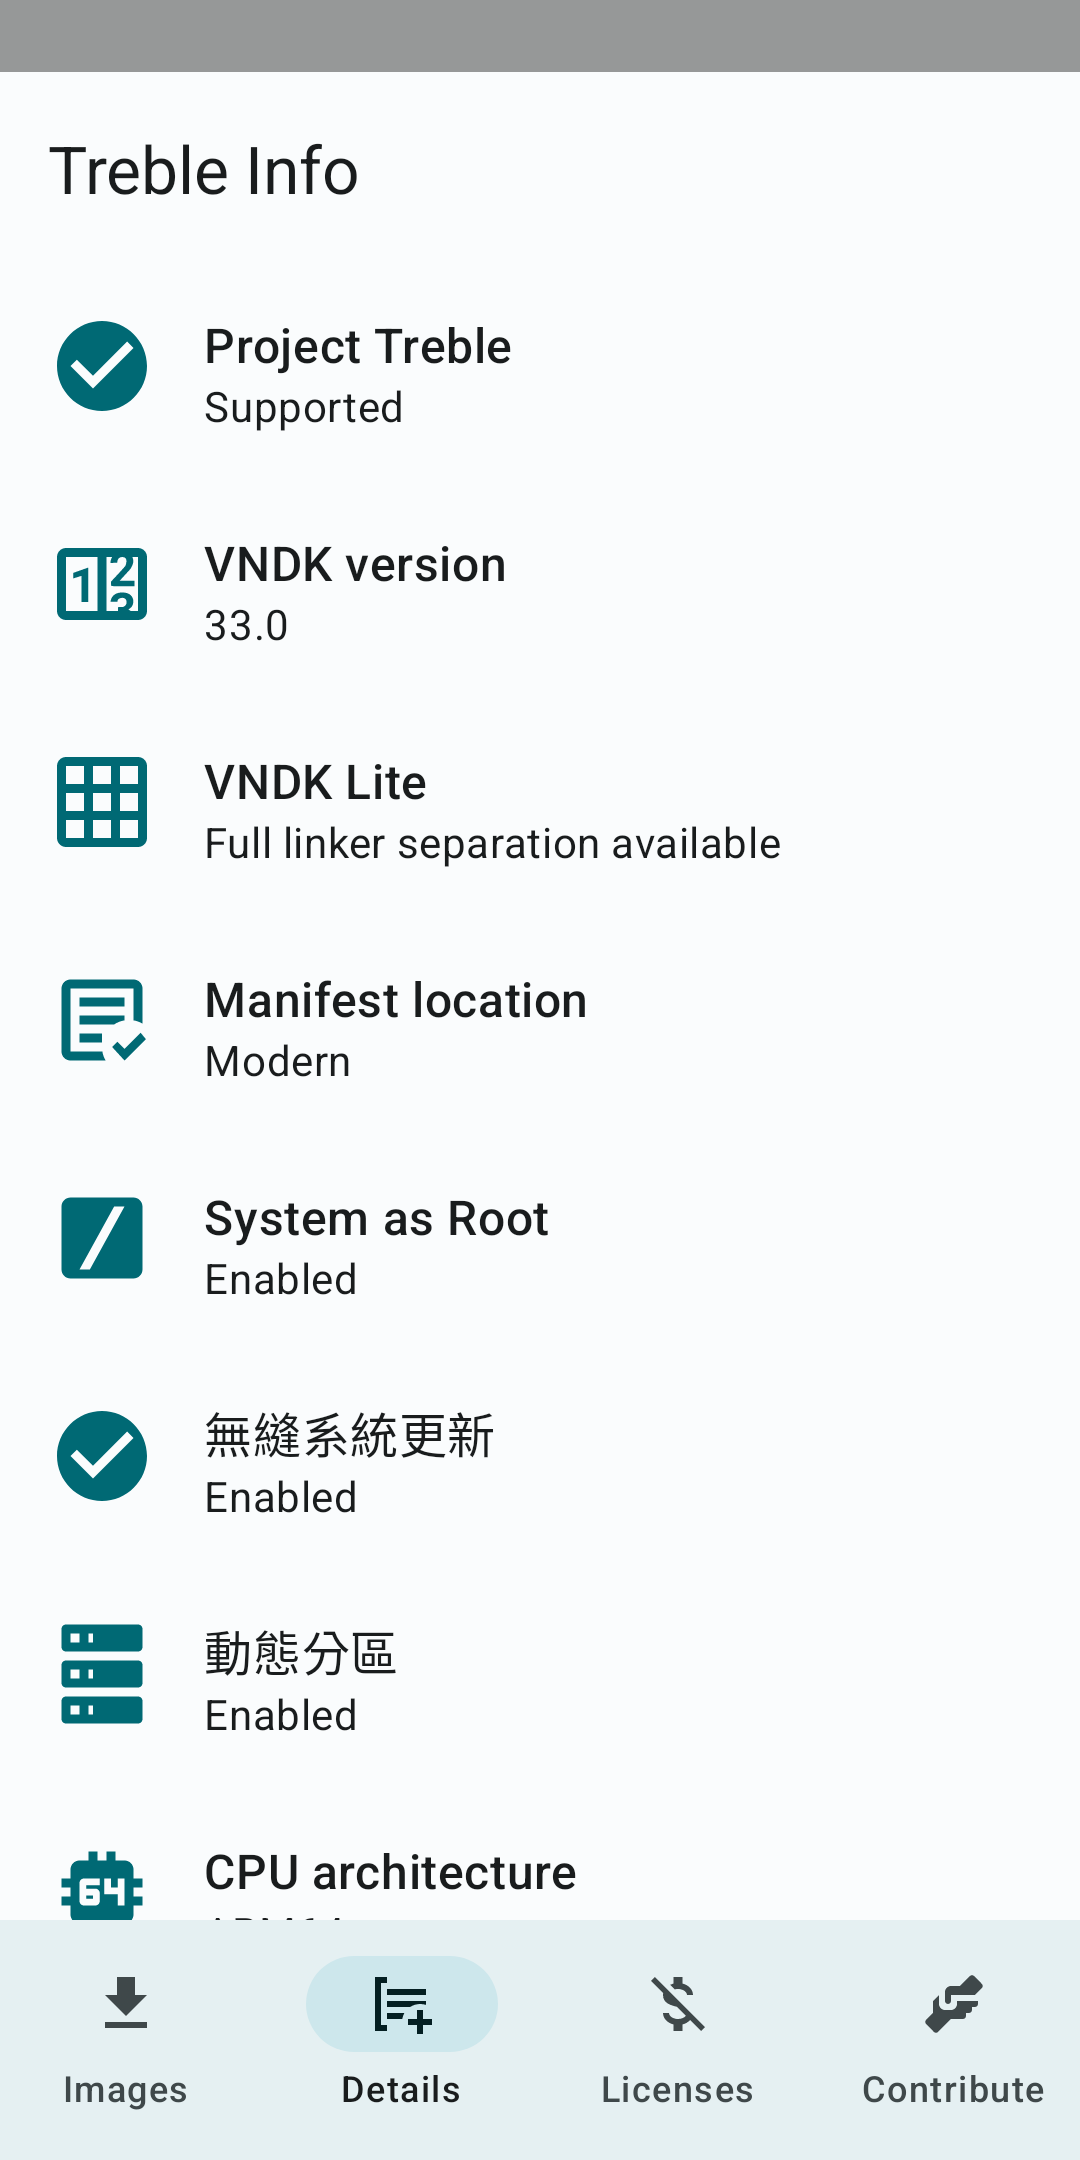 Treble Info
Project Treble
Supported
VNDK version
33.0
VNDK Lite
Full linker separation available
Manifest location
Modern
System as Root
Enabled
無縫系統更新
Enabled
動態分區
Enabled
CPU architecture
Images
Details
Licenses
Contribute